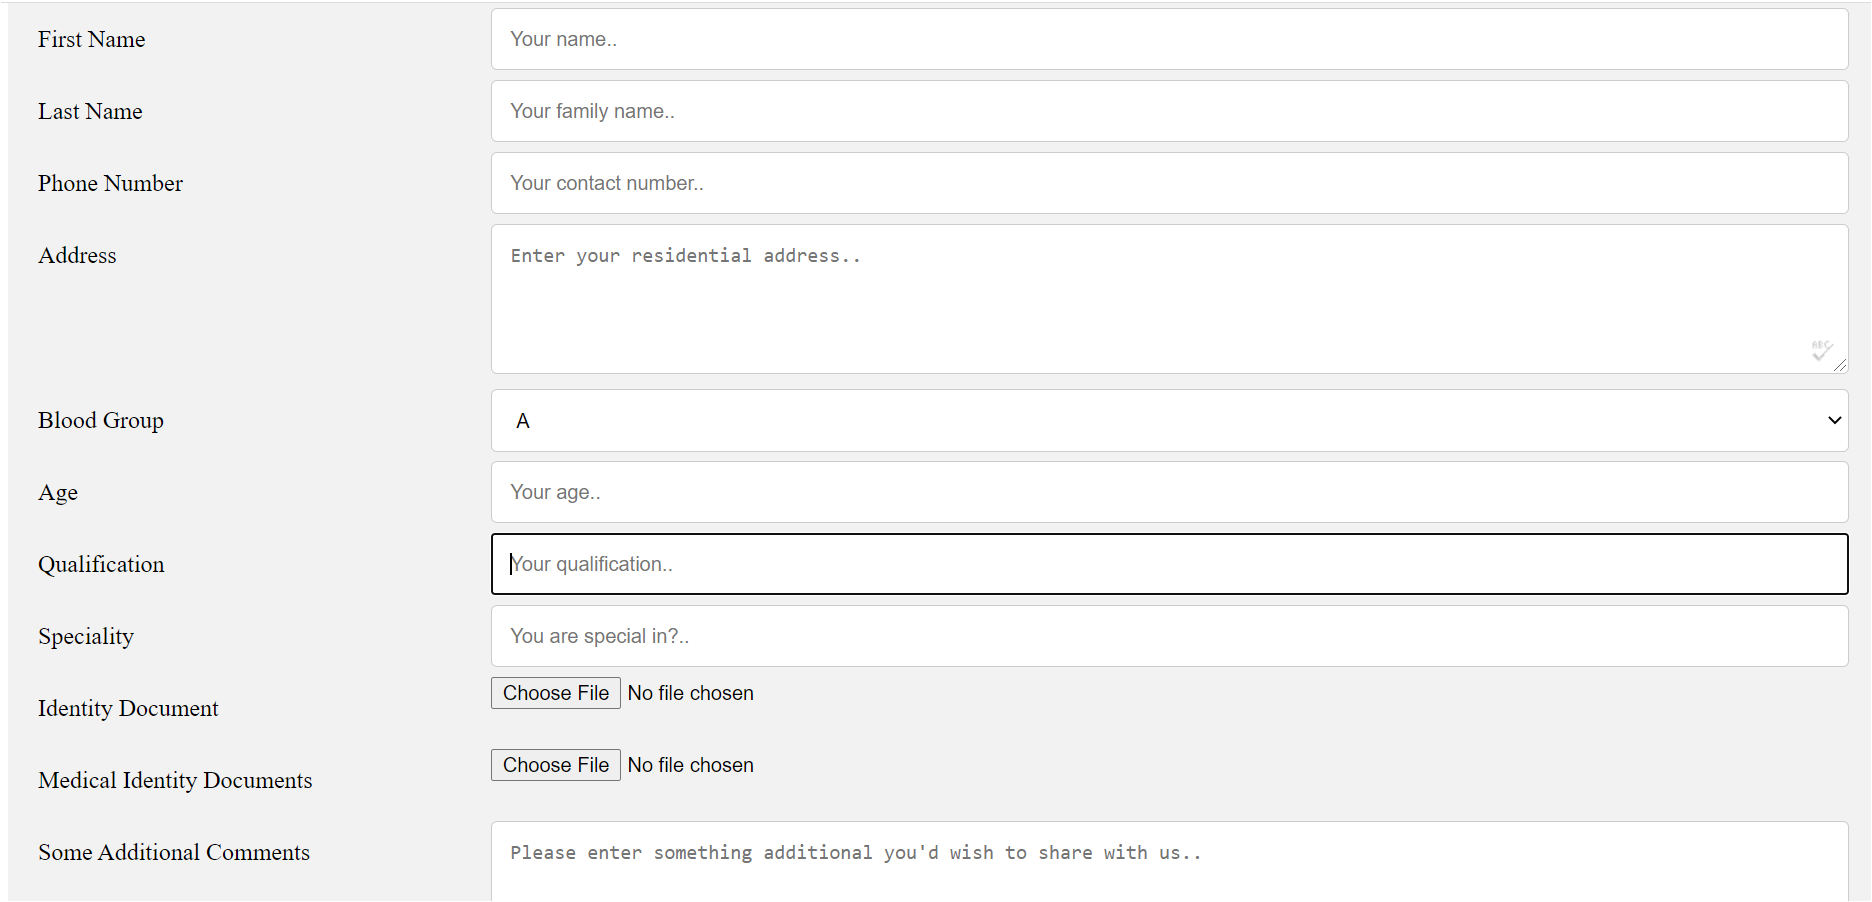 First Name
Your name..
Last Name
Your family name..
Phone Number
Your contact number..
Address
Enter your residential address..
ABC
Blood Group
A
Age
Your age..
Qualification
Your qualification..
Speciality
You are special in?..
Identity Document
Choose File No file chosen
Medical Identity Documents
Choose File No file chosen
Some Additional Comments
Please enter something additional you'd wish to share with us..